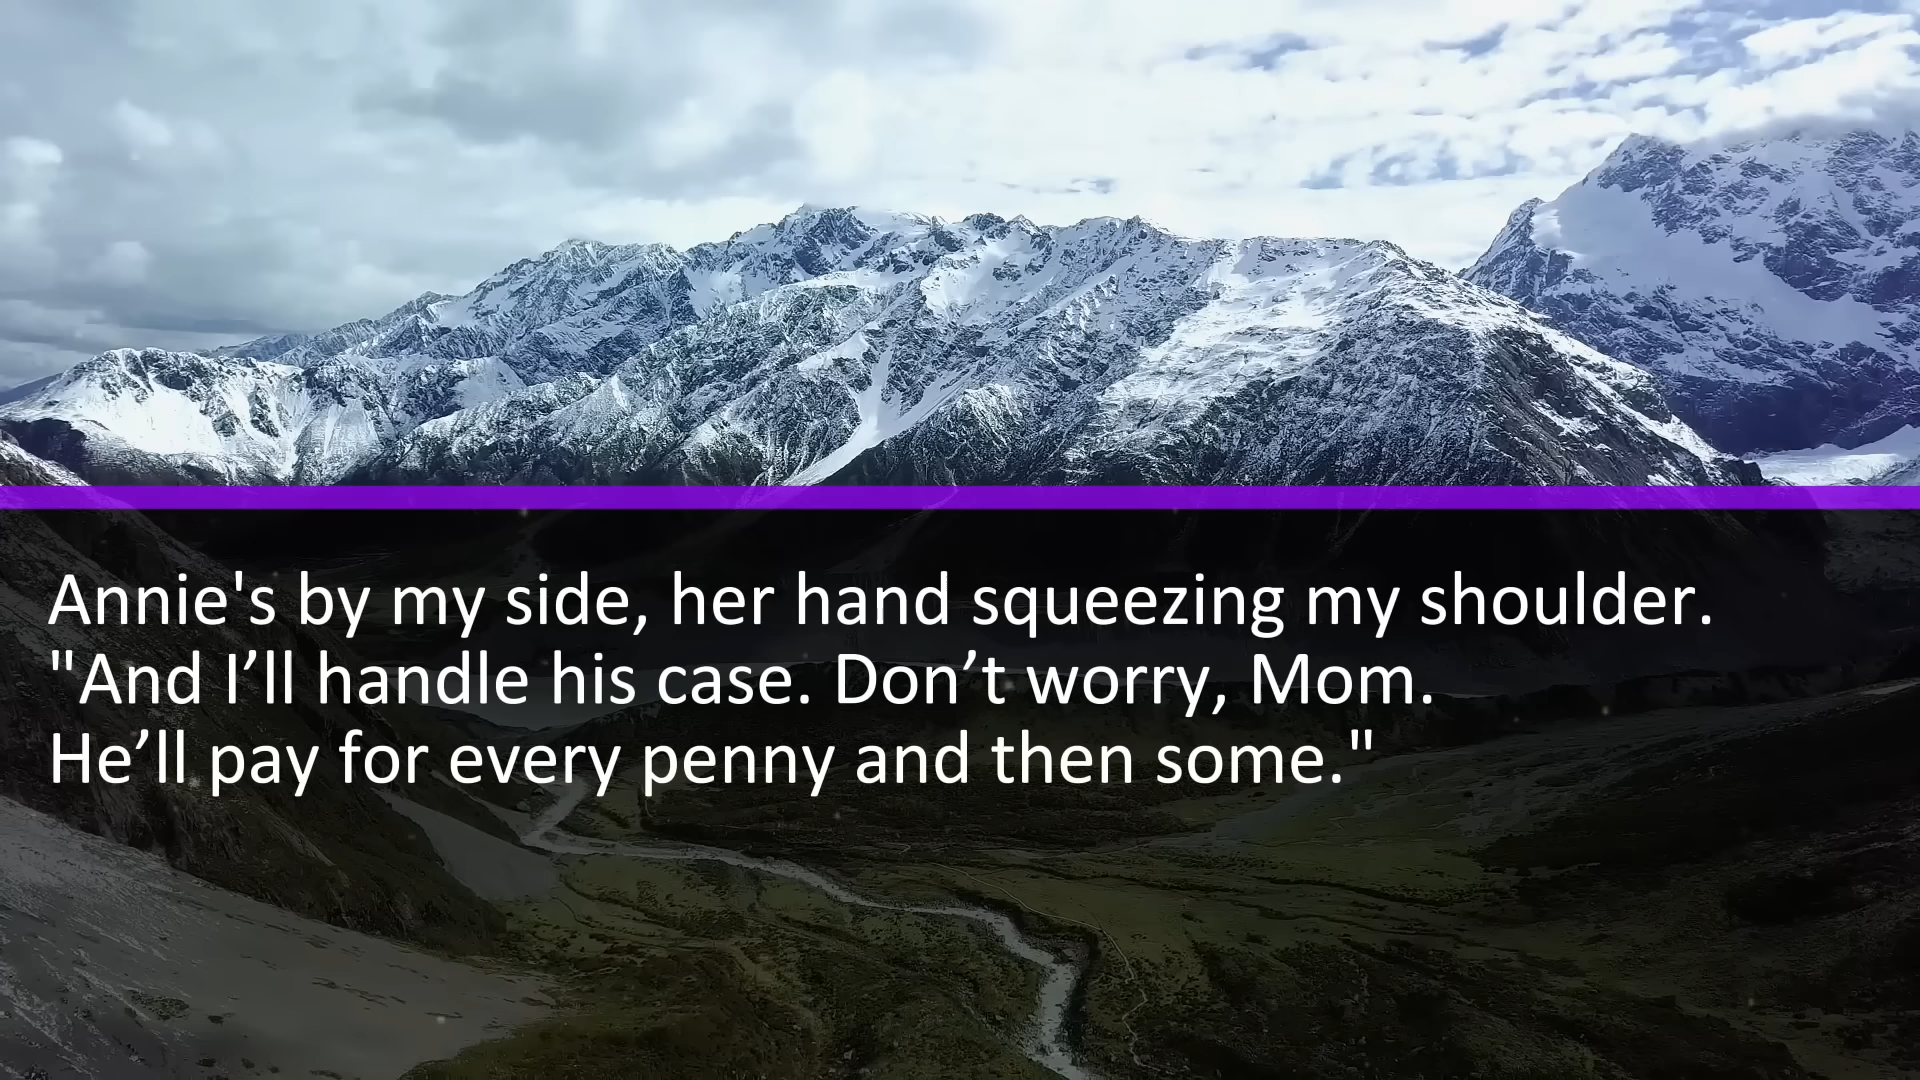 Annie's by my side, her hand squeezing my shoulder.
"And I’ll handle his case. Don’t worry, Mom.
He’ll pay for every penny and then some."